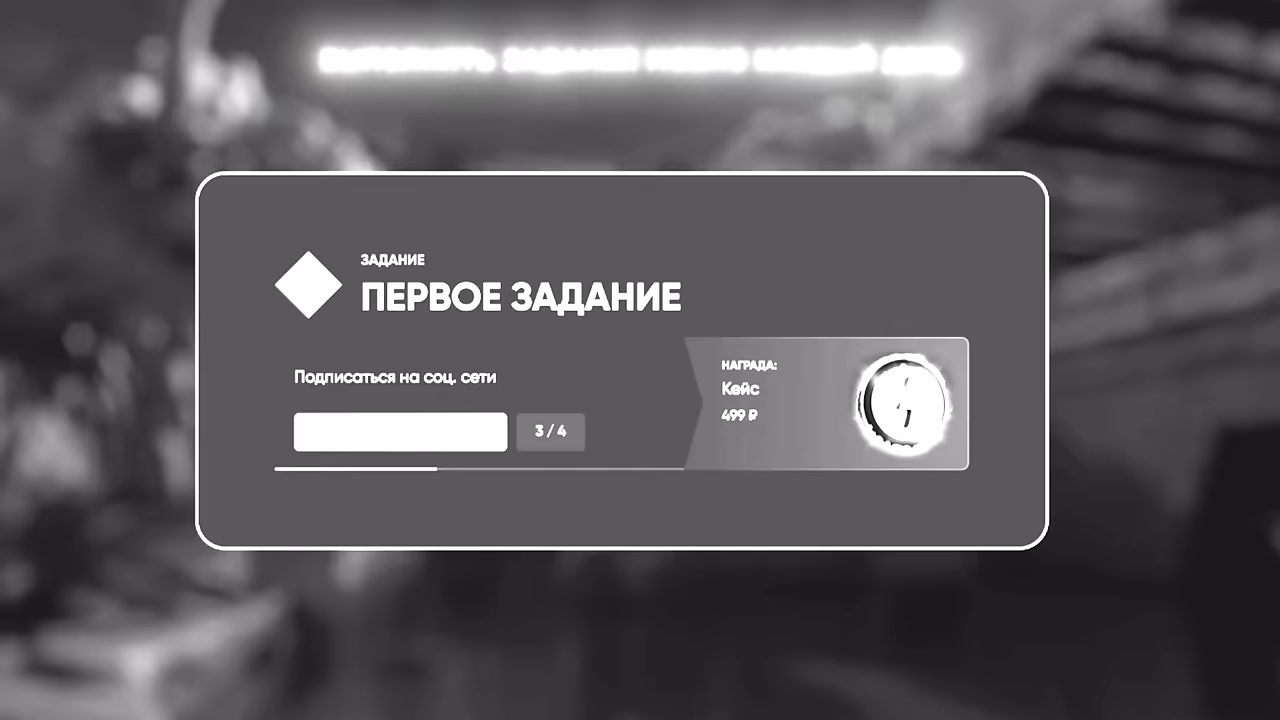 ЗАДАНИЕ
ПЕРВОЕ ЗАДАНИЕ
Подписаться на соц. сети
3 / 4
НАГРАДА:
Кейс
499 ₽